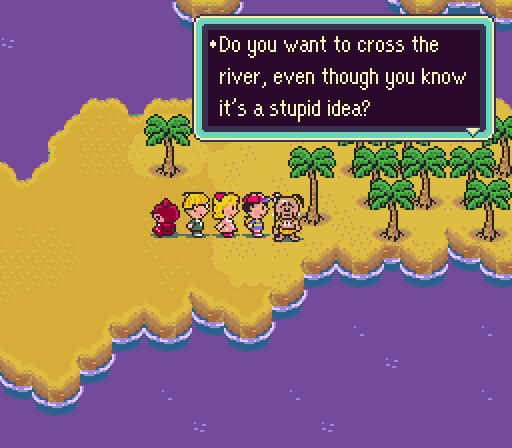 •Do you want to cross the
river, even though you know
it's a stupid idea?